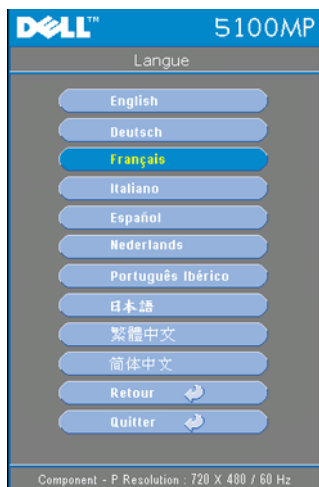 DELL™ 5100MP
Langue
English
Deutsch
Français
Italiano
Español
Nederlands
Português Ibérico
日本語
繁體中文
简体中文
Retour
Quitter
Component - P Resolution : 720 X 480 / 60 Hz